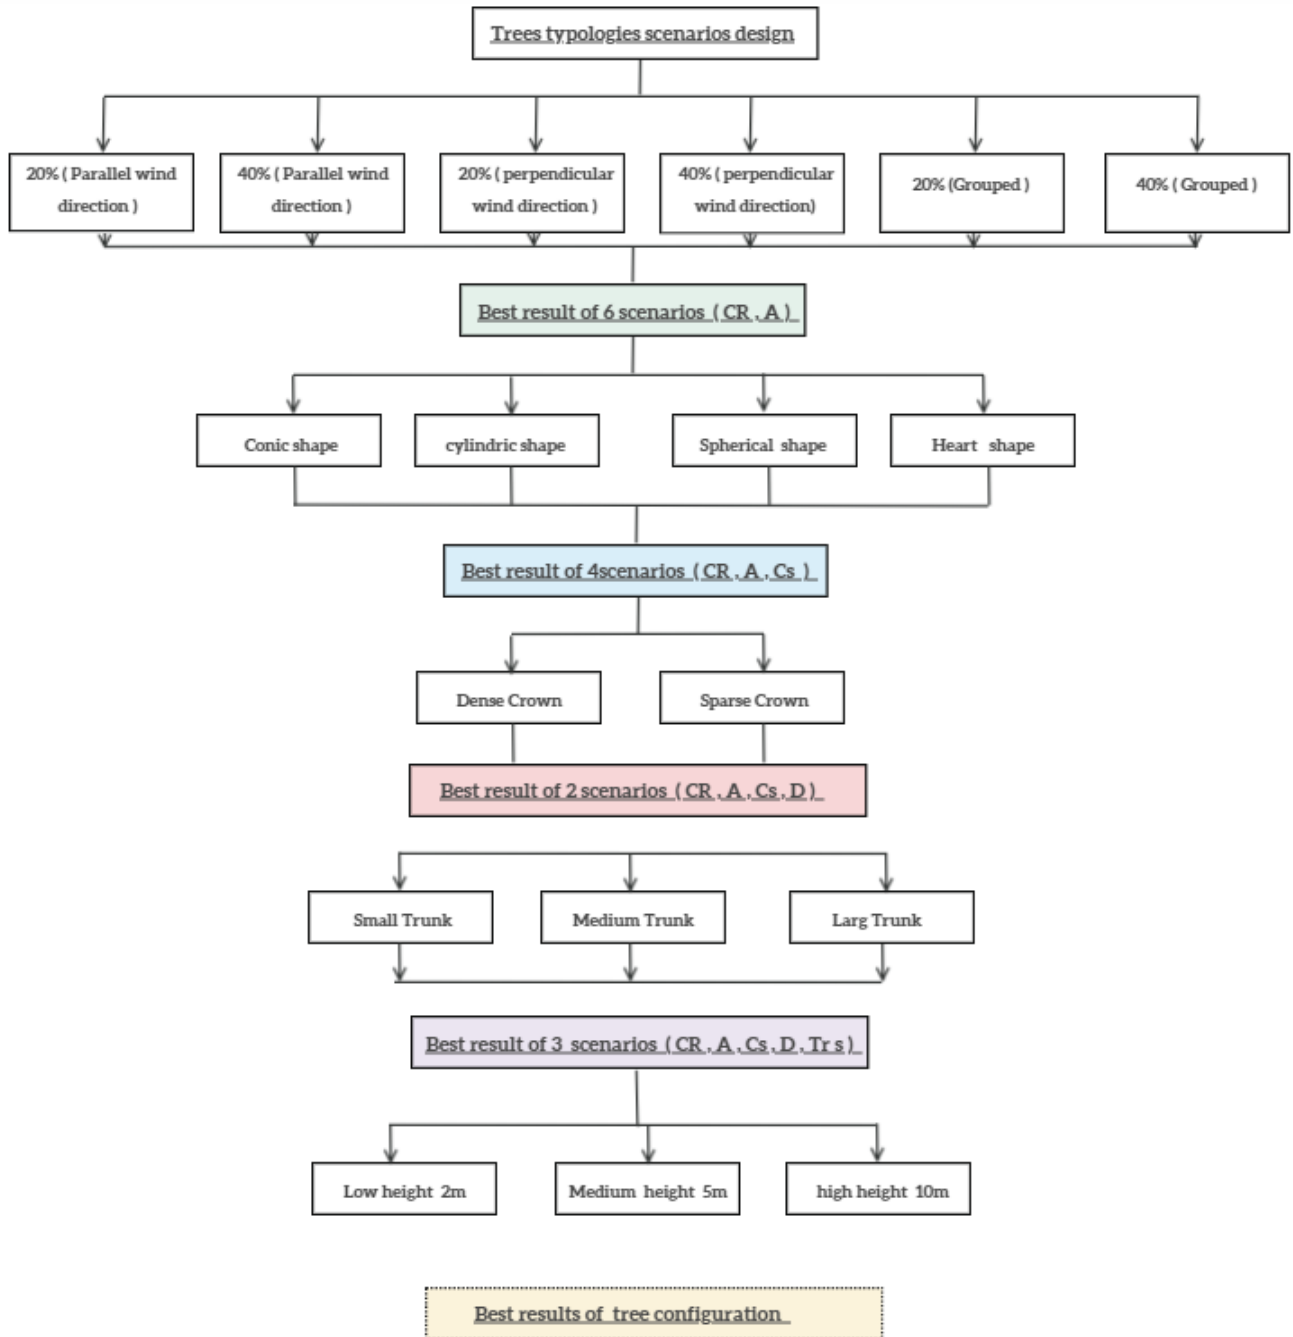 Trees typologies scenarios design
20% ( Parallel wind
direction )
40% ( Parallel wind
direction )
20% ( perpendicular
wind direction )
40% ( perpendicular
wind direction)
20% (Grouped )
40% ( Grouped )
Best result of 6 scenarios ( CR , A )
Conic shape
cylindric shape
Spherical shape
Heart shape
Best result of 4scenarios ( CR , A , Cs )
Dense Crown
Sparse Crown
Best result of 2 scenarios ( CR , A , Cs , D )
Small Trunk
Medium Trunk
Larg Trunk
Best result of 3 scenarios ( CR , A , Cs , D , Tr s )
Low height 2m
Medium height 5m
high height 10m
Best results of tree configuration